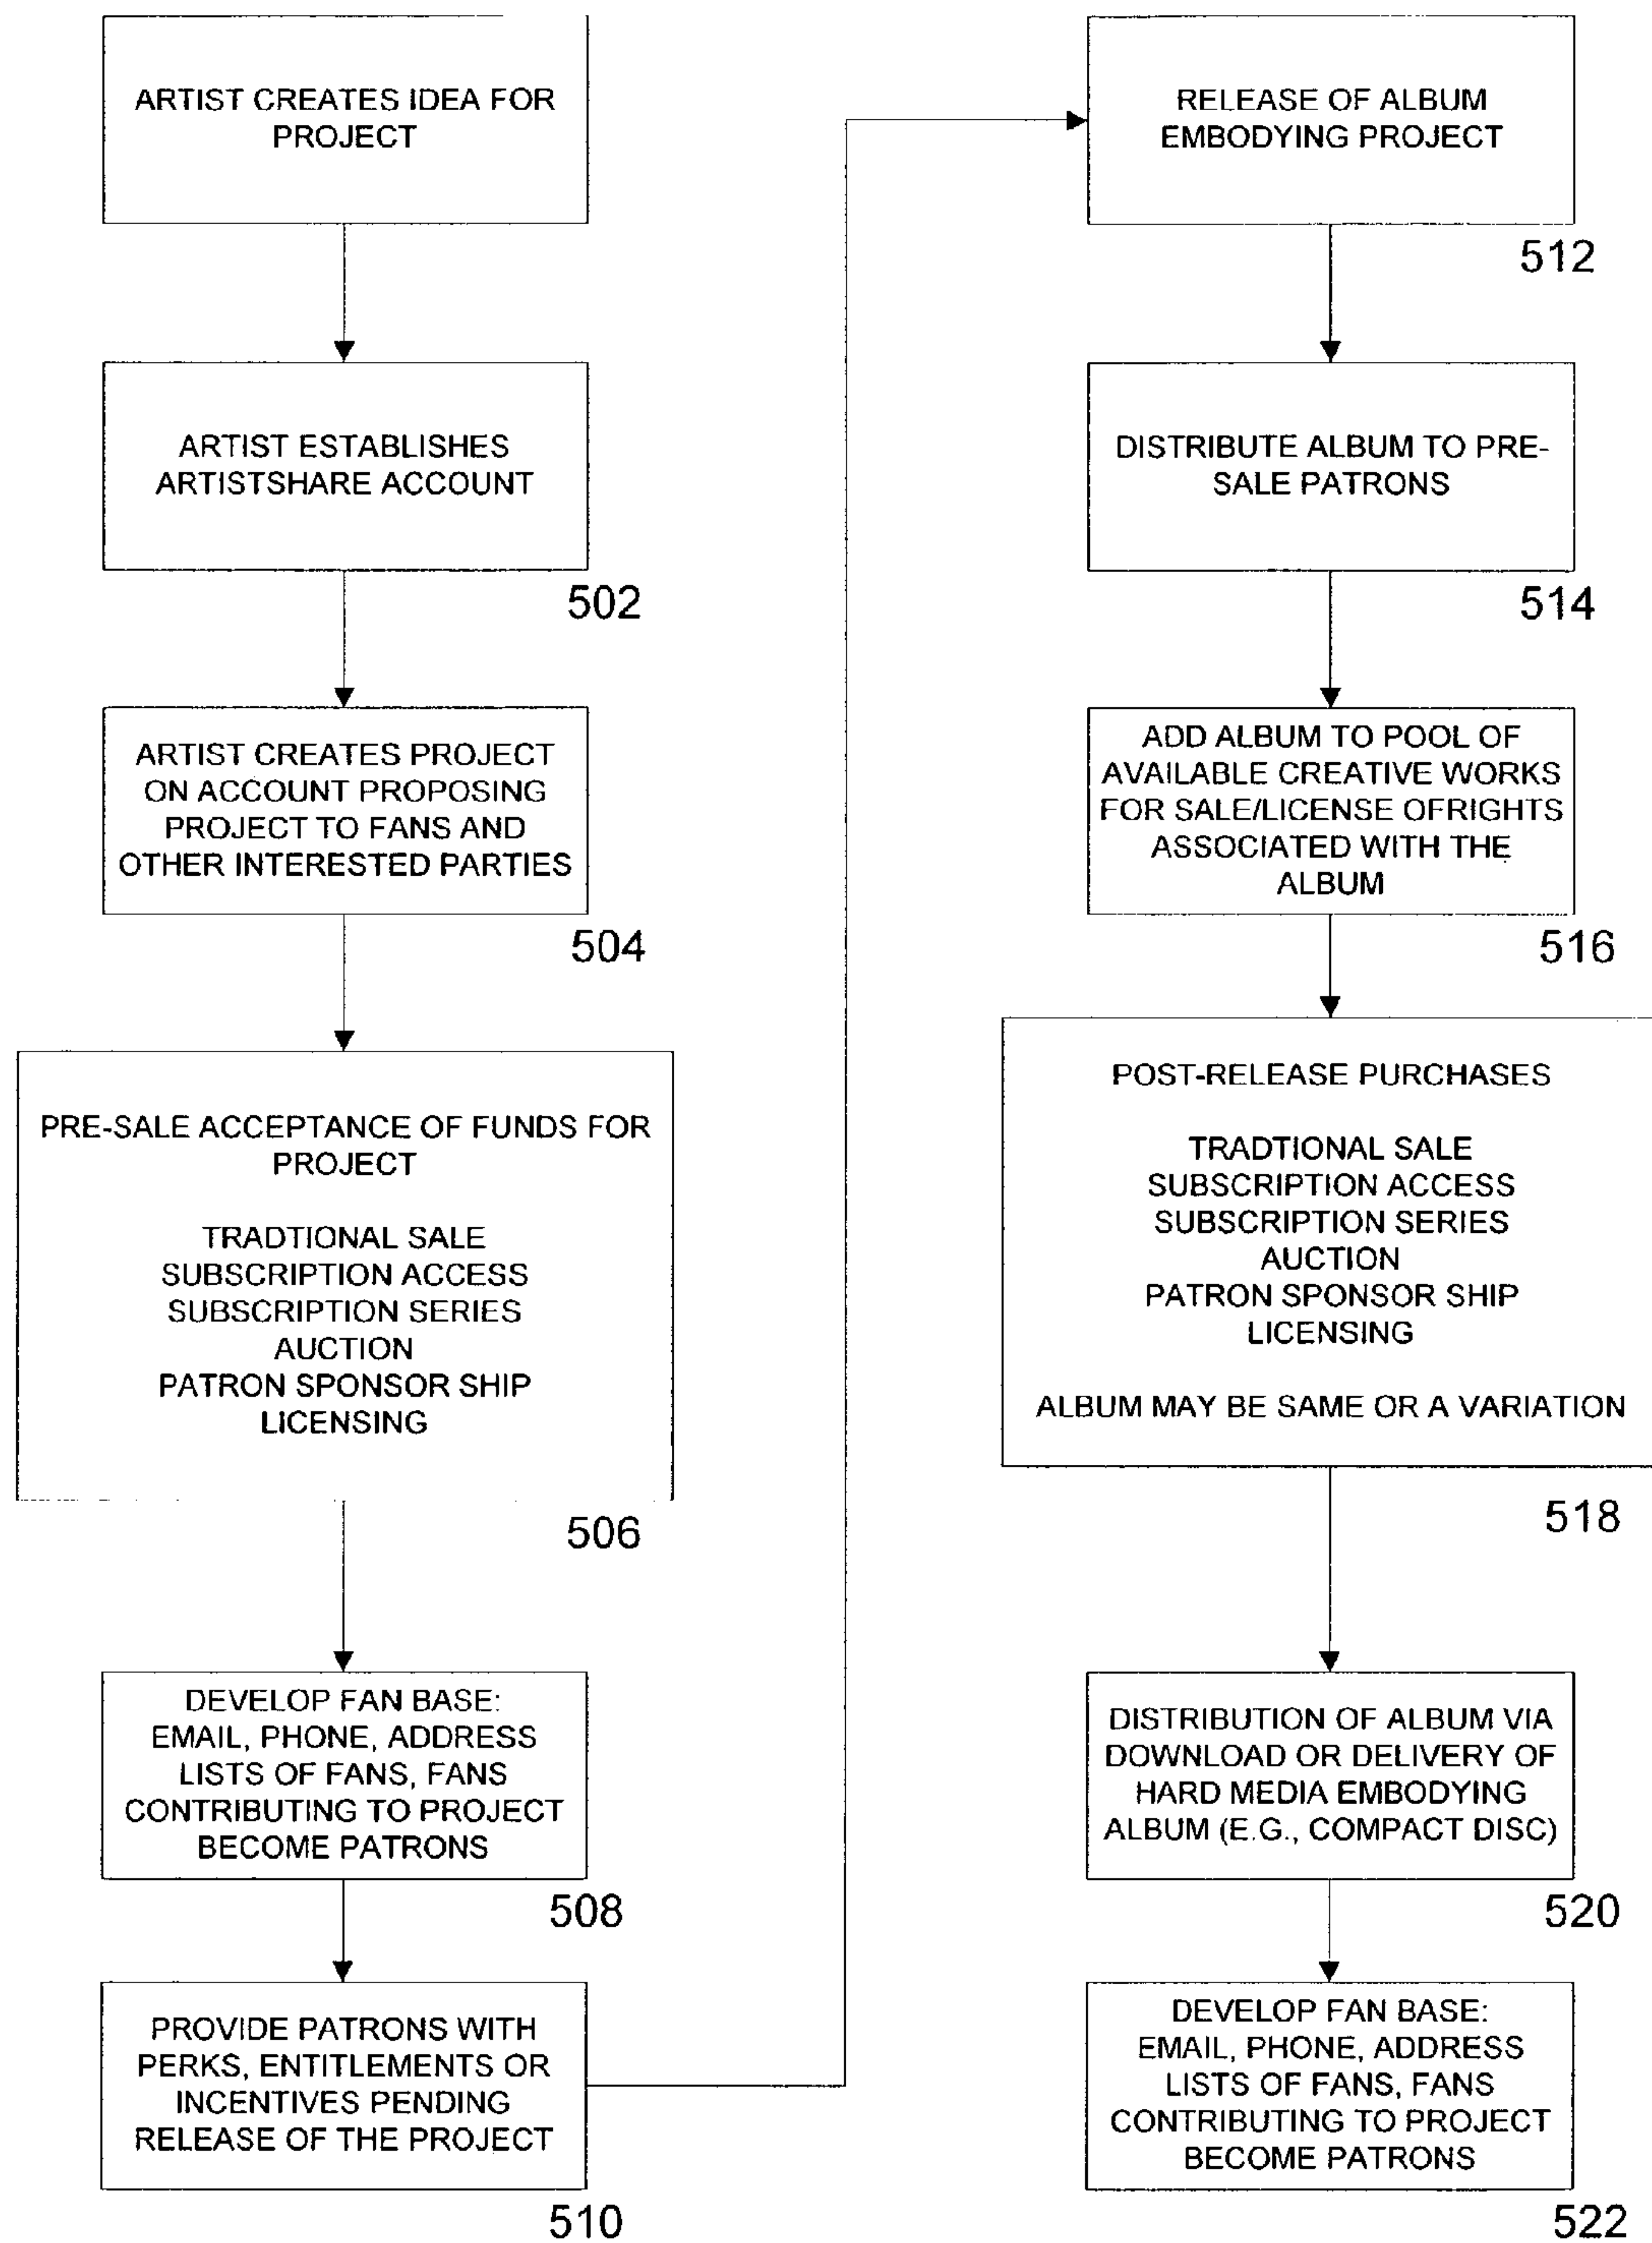 ARTIST CREATES IDEA FOR
PROJECT
ARTIST ESTABLISHES
ARTISTSHARE ACCOUNT
502
ARTIST CREATES PROJECT
ON ACCOUNT PROPOSING
PROJECT TO FANS AND
OTHER INTERESTED PARTIES
504
PRE-SALE ACCEPTANCE OF FUNDS FOR
PROJECT
TRADTIONAL SALE
SUBSCRIPTION ACCESS
SUBSCRIPTION SERIES
AUCTION
PATRON SPONSOR SHIP
LICENSING
506
DEVELOP FAN BASE:
EMAIL, PHONE, ADDRESS
LISTS OF FANS, FANS
CONTRIBUTING TO PROJECT
BECOME PATRONS
508
PROVIDE PATRONS WITH
PERKS, ENTITLEMENTS OR
INCENTIVES PENDING
RELEASE OF THE PROJECT
510
RELEASE OF ALBUM
EMBODYING PROJECT
512
DISTRIBUTE ALBUM TO PRE-
SALE PATRONS
514
ADD ALBUM TO POOL OF
AVAILABLE CREATIVE WORKS
FOR SALE/LICENSE OFRIGHTS
ASSOCIATED WITH THE
ALBUM
516
POST-RELEASE PURCHASES
TRADTIONAL SALE
SUBSCRIPTION ACCESS
SUBSCRIPTION SERIES
AUCTION
PATRON SPONSOR SHIP
LICENSING
ALBUM MAY BE SAME OR A VARIATION
518
DISTRIBUTION OF ALBUM VIA
DOWNLOAD OR DELIVERY OF
HARD MEDIA EMBODYING
ALBUM (E.G., COMPACT DISC)
520
DEVELOP FAN BASE:
EMAIL, PHONE, ADDRESS
LISTS OF FANS, FANS
CONTRIBUTING TO PROJECT
BECOME PATRONS
522